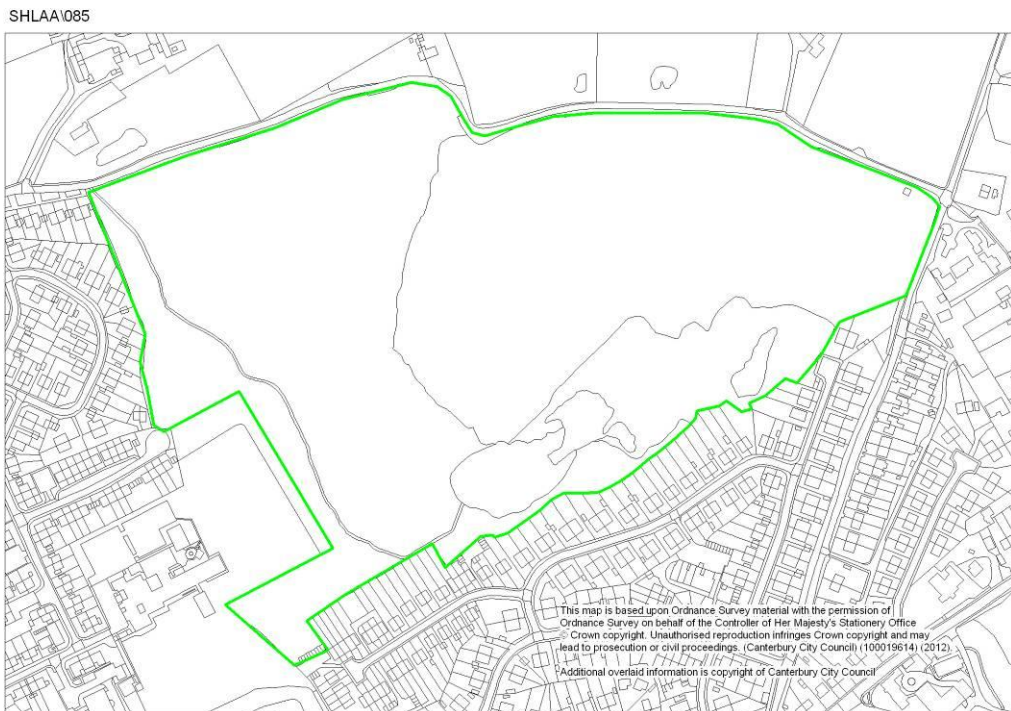 SHLAA\085
This map is based upon Ordnance Survey material with the permission of
Ordnance Survey on behalf of the Controller of Her Majesty's Stationery Office
© Crown copyright. Unauthorised reproduction infringes Crown copyright and may
lead to prosecution or civil proceedings. (Canterbury City Council) (100019614) (2012).
Additional overlaid information is copyright of Canterbury City Council